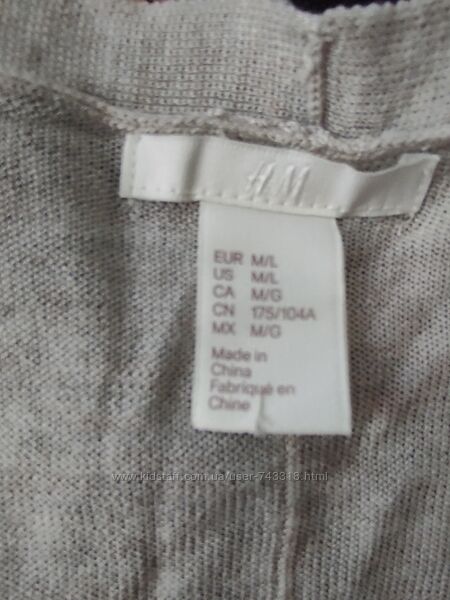 H&M
EUR M/L
US M/L
CA M/G
CN 175/104A
MX M/G
Made in
China
Fabriqué en
Chine
www.kidstaff.com.ua/user-743318.html